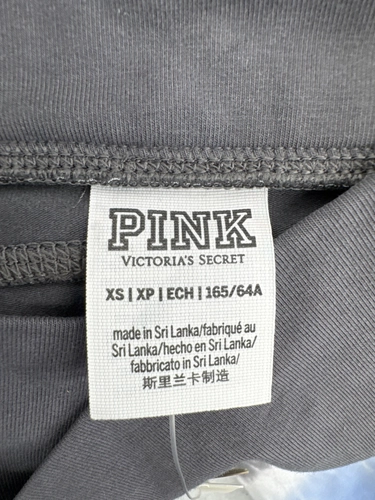 PINK
VICTORIA'S SECRET
XS | XP | ECH | 165/64A
made in Sri Lanka/fabriqué au
Sri Lanka/hecho en Sri Lanka/
fabbricato in Sri Lanka/
斯里兰卡制造